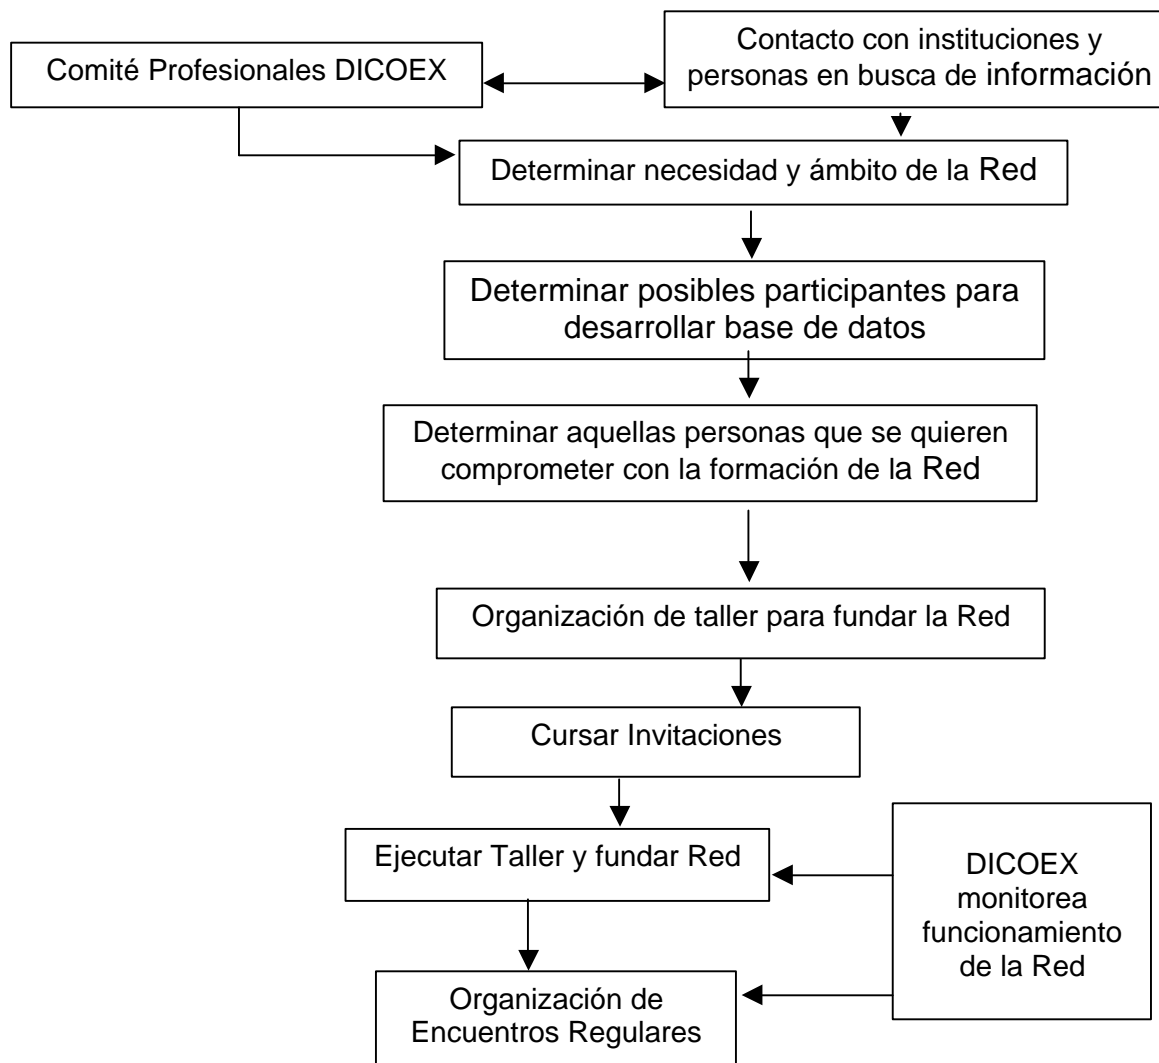 Comité Profesionales DICOEX
Contacto con instituciones y
personas en busca de información
Determinar necesidad y ámbito de la Red
Determinar posibles participantes para
desarrollar base de datos
Determinar aquellas personas que se quieren
comprometer con la formación de la Red
Organización de taller para fundar la Red
Cursar Invitaciones
Ejecutar Taller y fundar Red
DICOEX
monitorea
funcionamiento
de la Red
Organización de
Encuentros Regulares